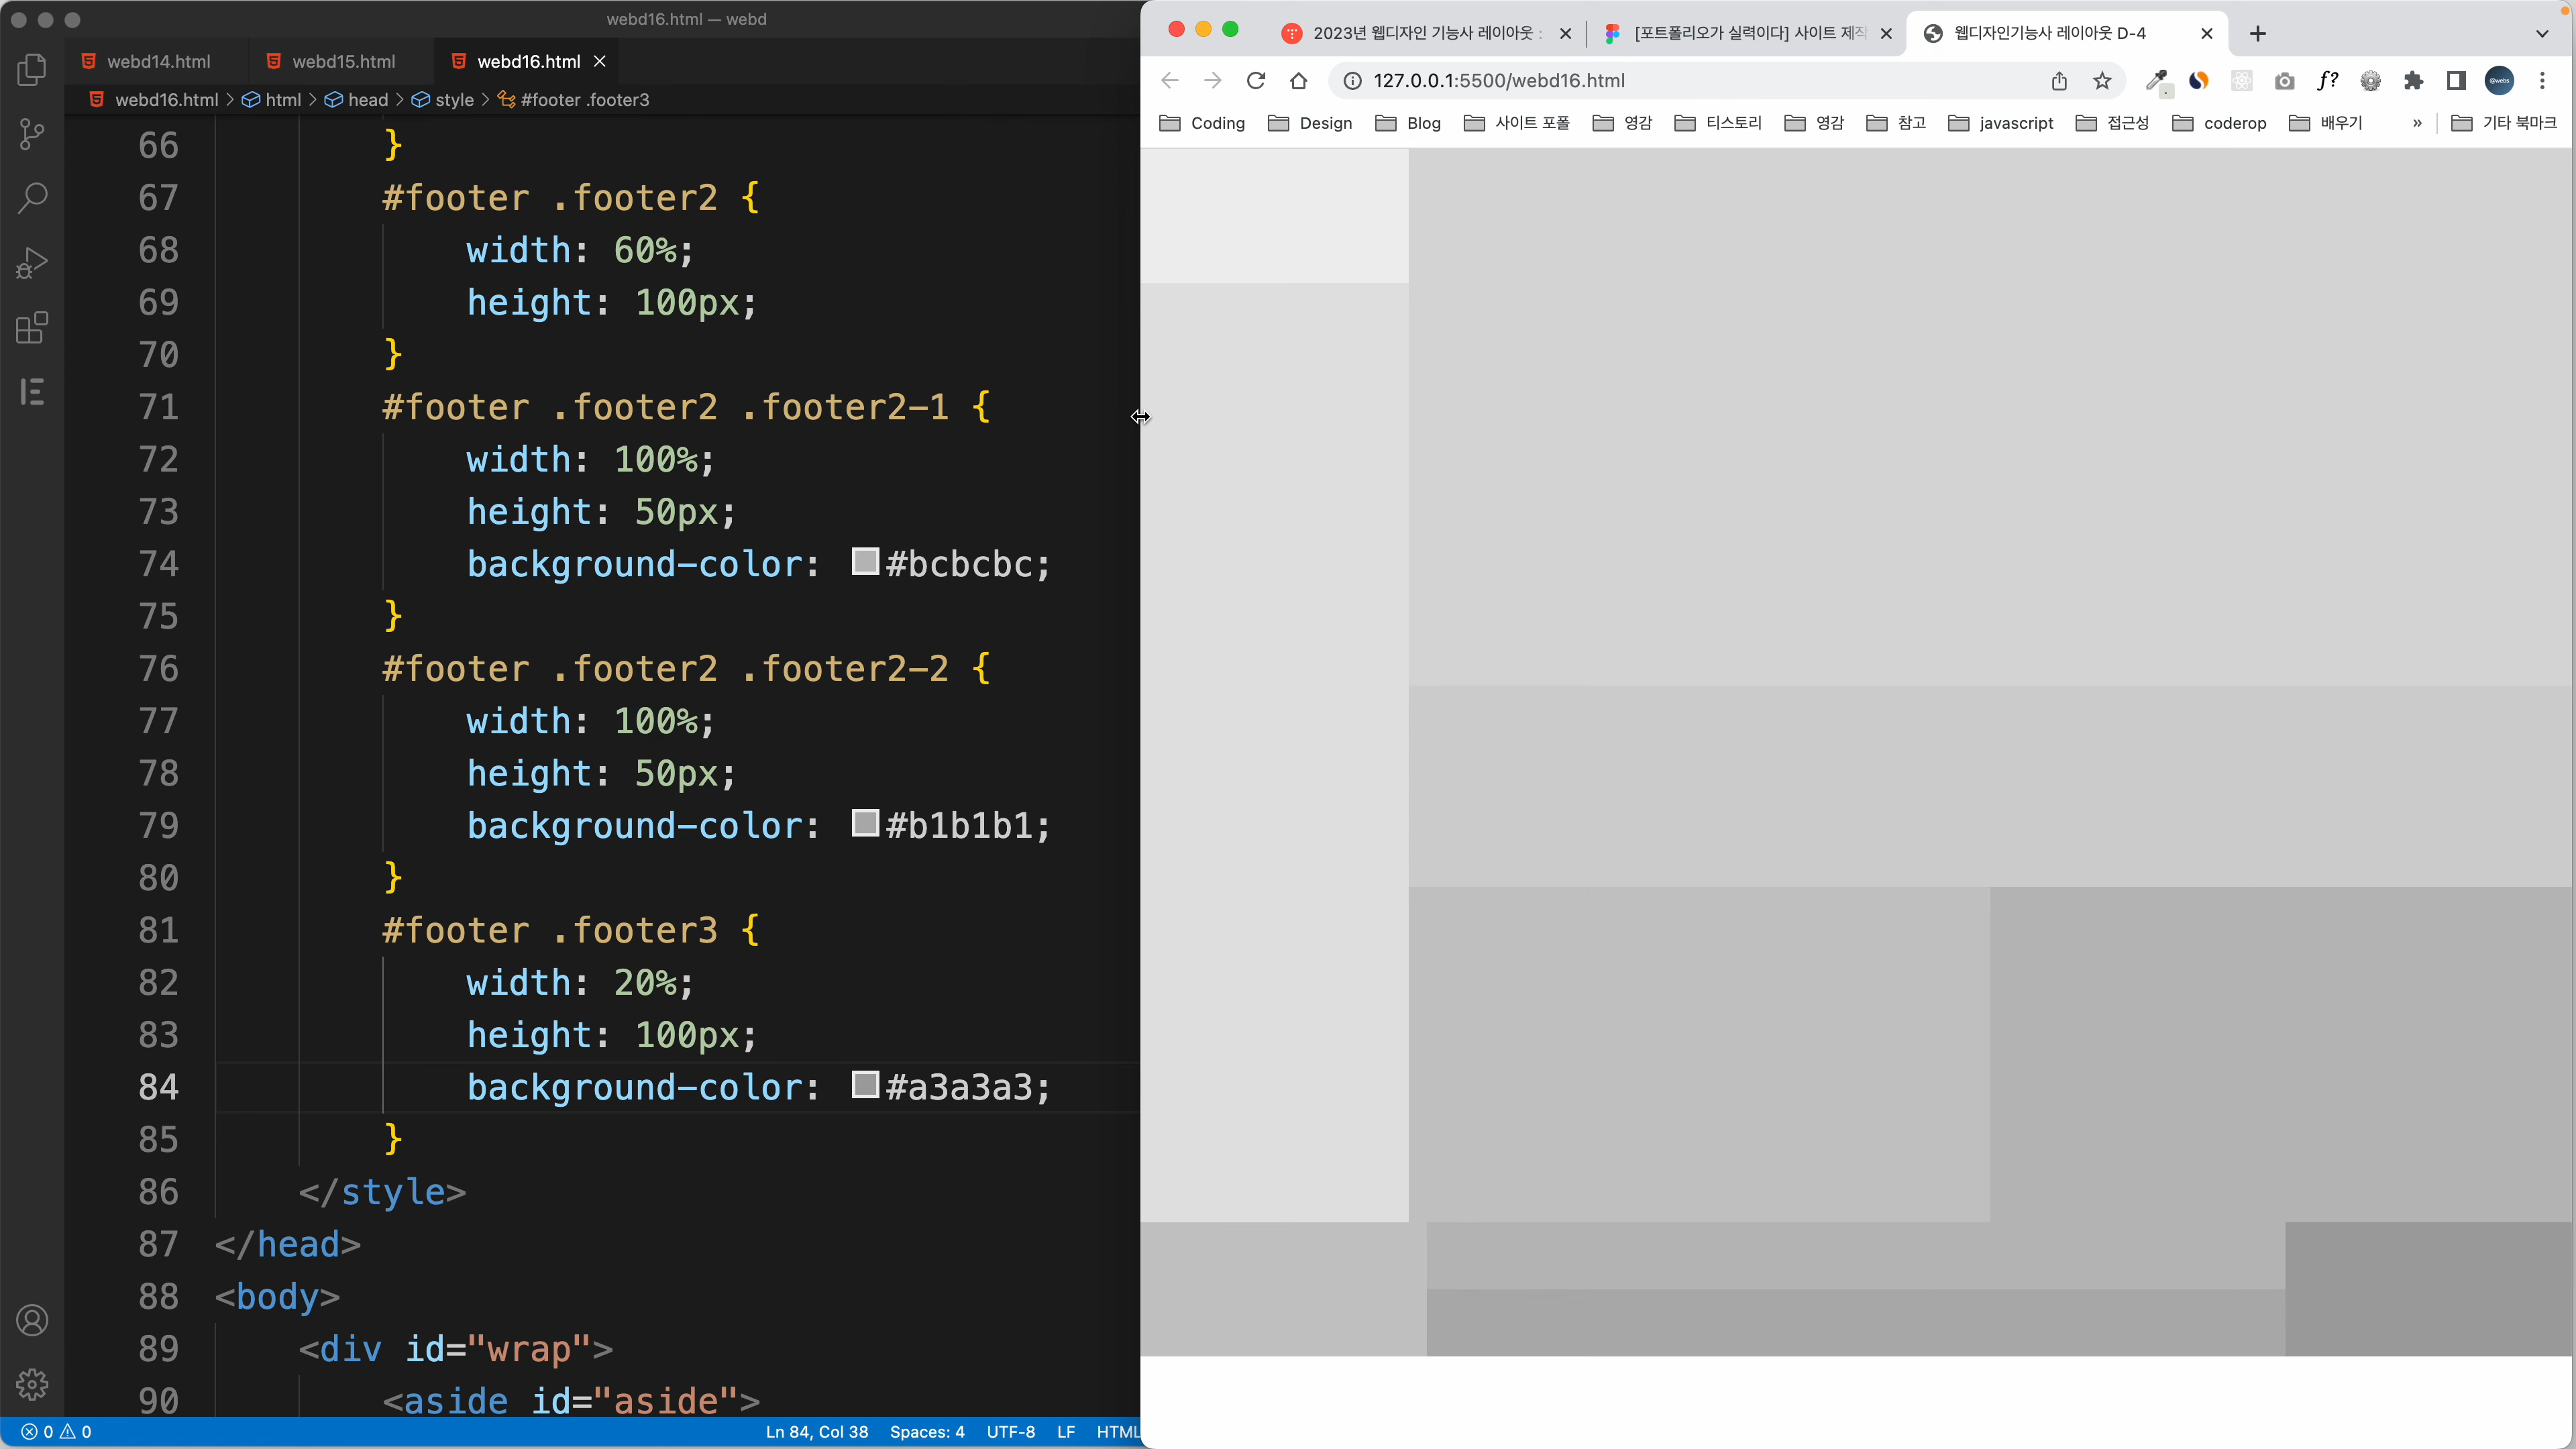 webd16.html — webd
webd14.html
webd15.html
webd16.html
webd16.html > html > head > style > #footer .footer3
66 }
67 #footer .footer2 {
68 width: 60%;
69 height: 100px;
70 }
71 #footer .footer2 .footer2-1 {
72 width: 100%;
73 height: 50px;
74 background-color: #bcbcbc;
75 }
76 #footer .footer2 .footer2-2 {
77 width: 100%;
78 height: 50px;
79 background-color: #b1b1b1;
80 }
81 #footer .footer3 {
82 width: 20%;
83 height: 100px;
84 background-color: #a3a3a3;
85 }
86 </style>
87 </head>
88 <body>
89 <div id="wrap">
90 <aside id="aside">
0 0
Ln 84, Col 38 Spaces: 4 UTF-8 LF HTML
2023년 웹디자인 기능사 레이아웃 :
[포트폴리오가 실력이다] 사이트 제작
웹디자인기능사 레이아웃 D-4
127.0.0.1:5500/webd16.html
f?
Coding Design Blog 사이트 포폴 영감 티스토리 영감 참고 javascript 접근성 coderop 배우기 » 기타 북마크